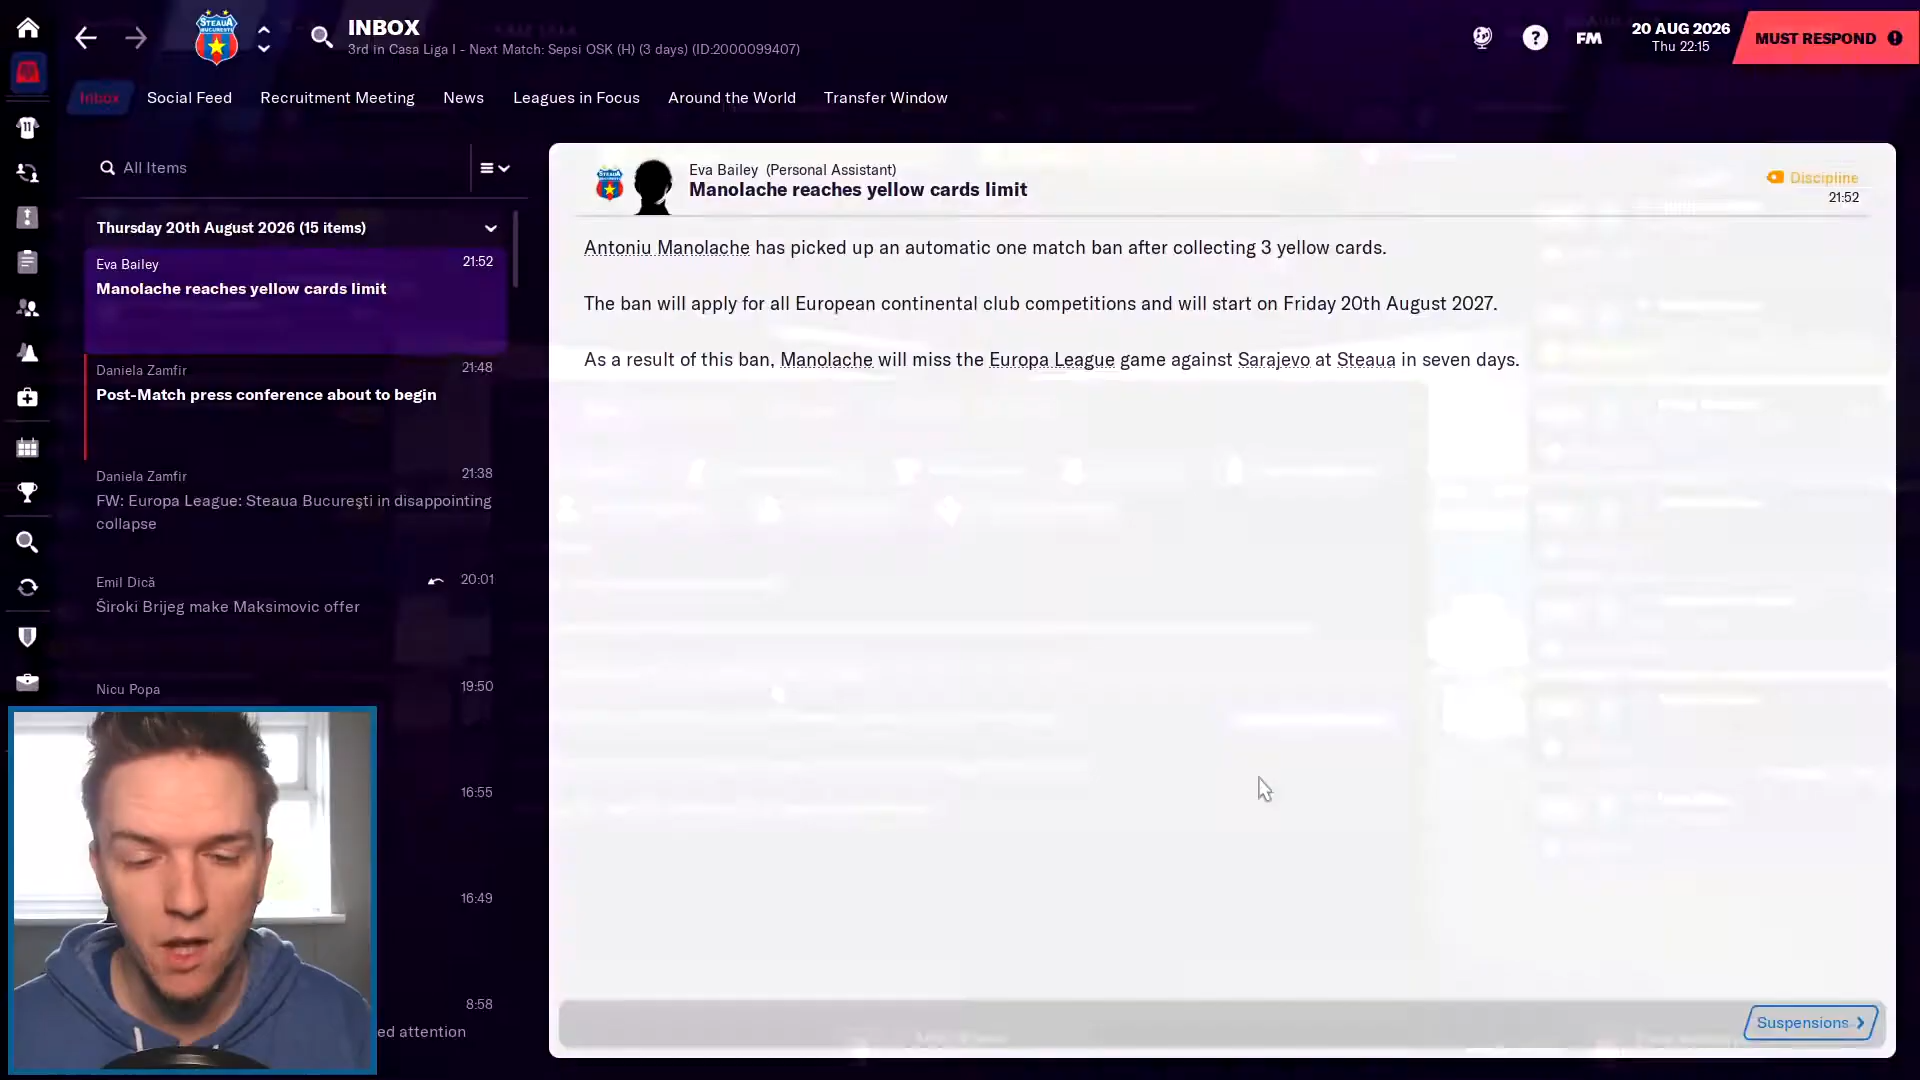 INBOX
3rd in Casa Liga I - Next Match: Sepsi OSK (H) (3 days) (ID:2000099407)
FM
20 AUG 2026
Thu 22:15
MUST RESPOND
Inbox
Social Feed
Recruitment Meeting
News
Leagues in Focus
Around the World
Transfer Window
All Items
Thursday 20th August 2026 (15 items)
Eva Bailey
21:52
Manolache reaches yellow cards limit
Daniela Zamfir
21:48
Post-Match press conference about to begin
Daniela Zamfir
21:38
FW: Europa League: Steaua Bucureşti in disappointing
collapse
Emil Dică
20:01
Široki Brijeg make Maksimovic offer
Nicu Popa
19:50
16:55
16:49
8:58
ed attention
Eva Bailey (Personal Assistant)
Manolache reaches yellow cards limit
Discipline
21:52
Antoniu Manolache has picked up an automatic one match ban after collecting 3 yellow cards.
The ban will apply for all European continental club competitions and will start on Friday 20th August 2027.
As a result of this ban, Manolache will miss the Europa League game against Sarajevo at Steaua in seven days.
Suspensions